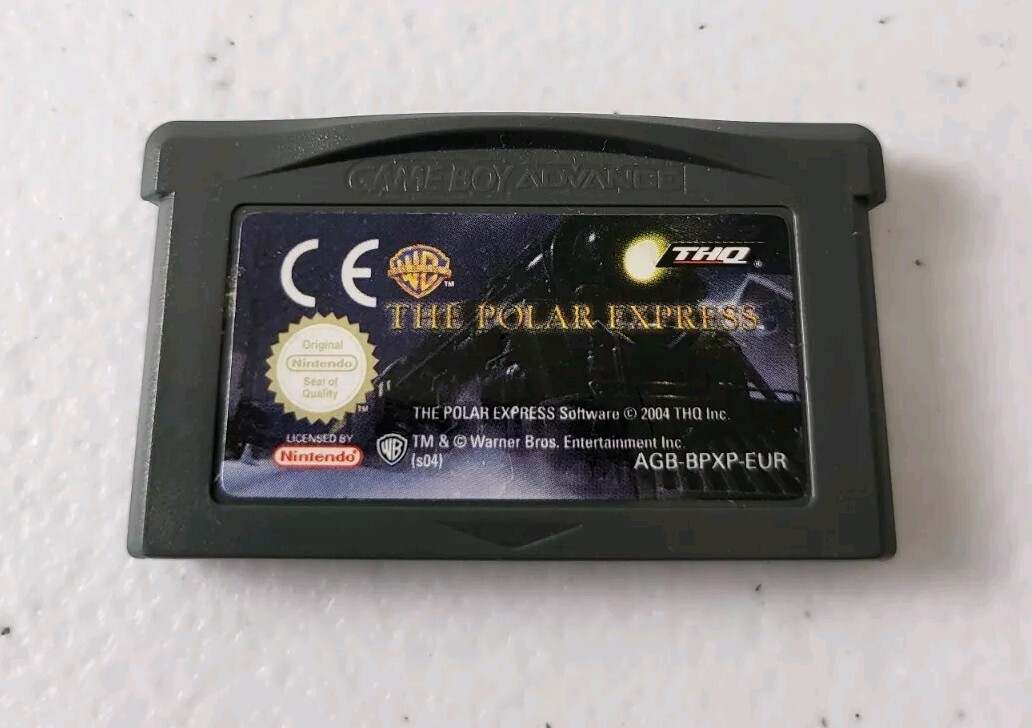 GAME BOY ADVANCE
CE
WB TM
THQ ®
THE POLAR EXPRESS
Original
Nintendo
Seal of
Quality
TM
THE POLAR EXPRESS Software © 2004 THQ Inc.
LICENSED BY
Nintendo®
WB TM & © Warner Bros. Entertainment Inc.
(s04)
AGB-BPXP-EUR